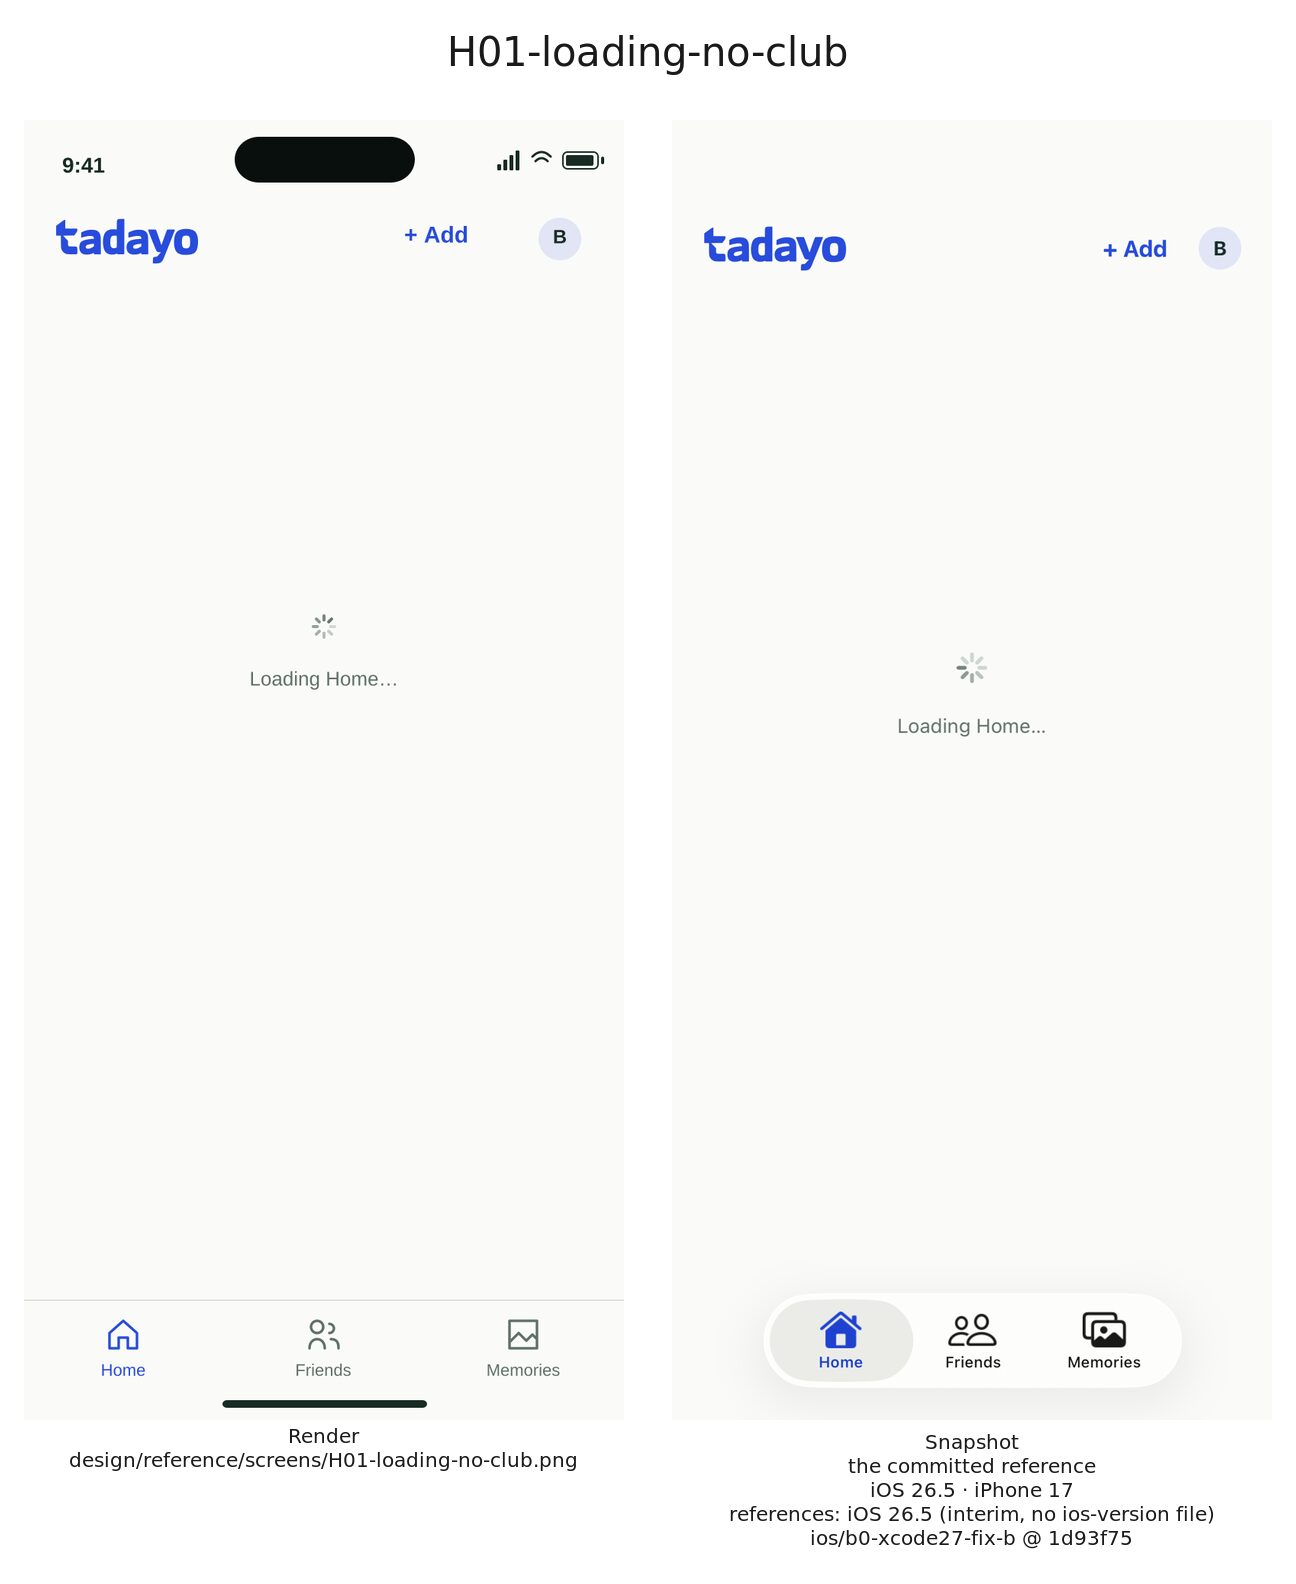 H01-loading-no-club
9:41
tadayo
+ Add
B
Loading Home…
Home
Friends
Memories
Render
design/reference/screens/H01-loading-no-club.png
tadayo
+ Add
B
Loading Home...
Home
Friends
Memories
Snapshot
the committed reference
iOS 26.5 · iPhone 17
references: iOS 26.5 (interim, no ios-version file)
ios/b0-xcode27-fix-b @ 1d93f75